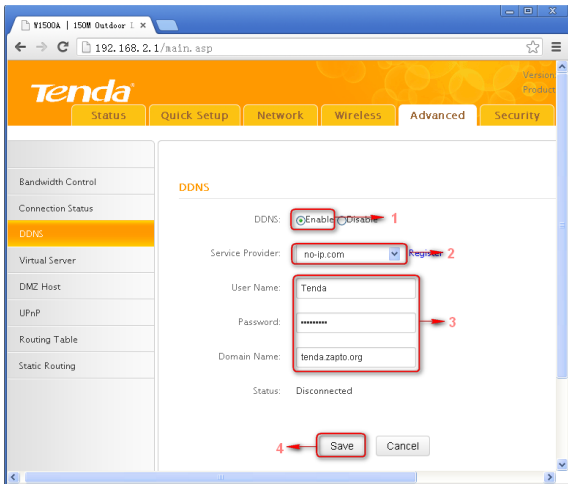 W1500A | 150M Outdoor
192.168.2.1/main.asp
Tenda
Version
Product
Status Quick Setup Network Wireless Advanced Security
Bandwidth Control
Connection Status
DDNS
Virtual Server
DMZ Host
UPnP
Routing Table
Static Routing
DDNS
DDNS: Enable Disable 1
Service Provider: no-ip.com Register 2
User Name: Tenda
Password: ••••••••• 3
Domain Name: tenda.zapto.org
Status: Disconnected
4 Save Cancel